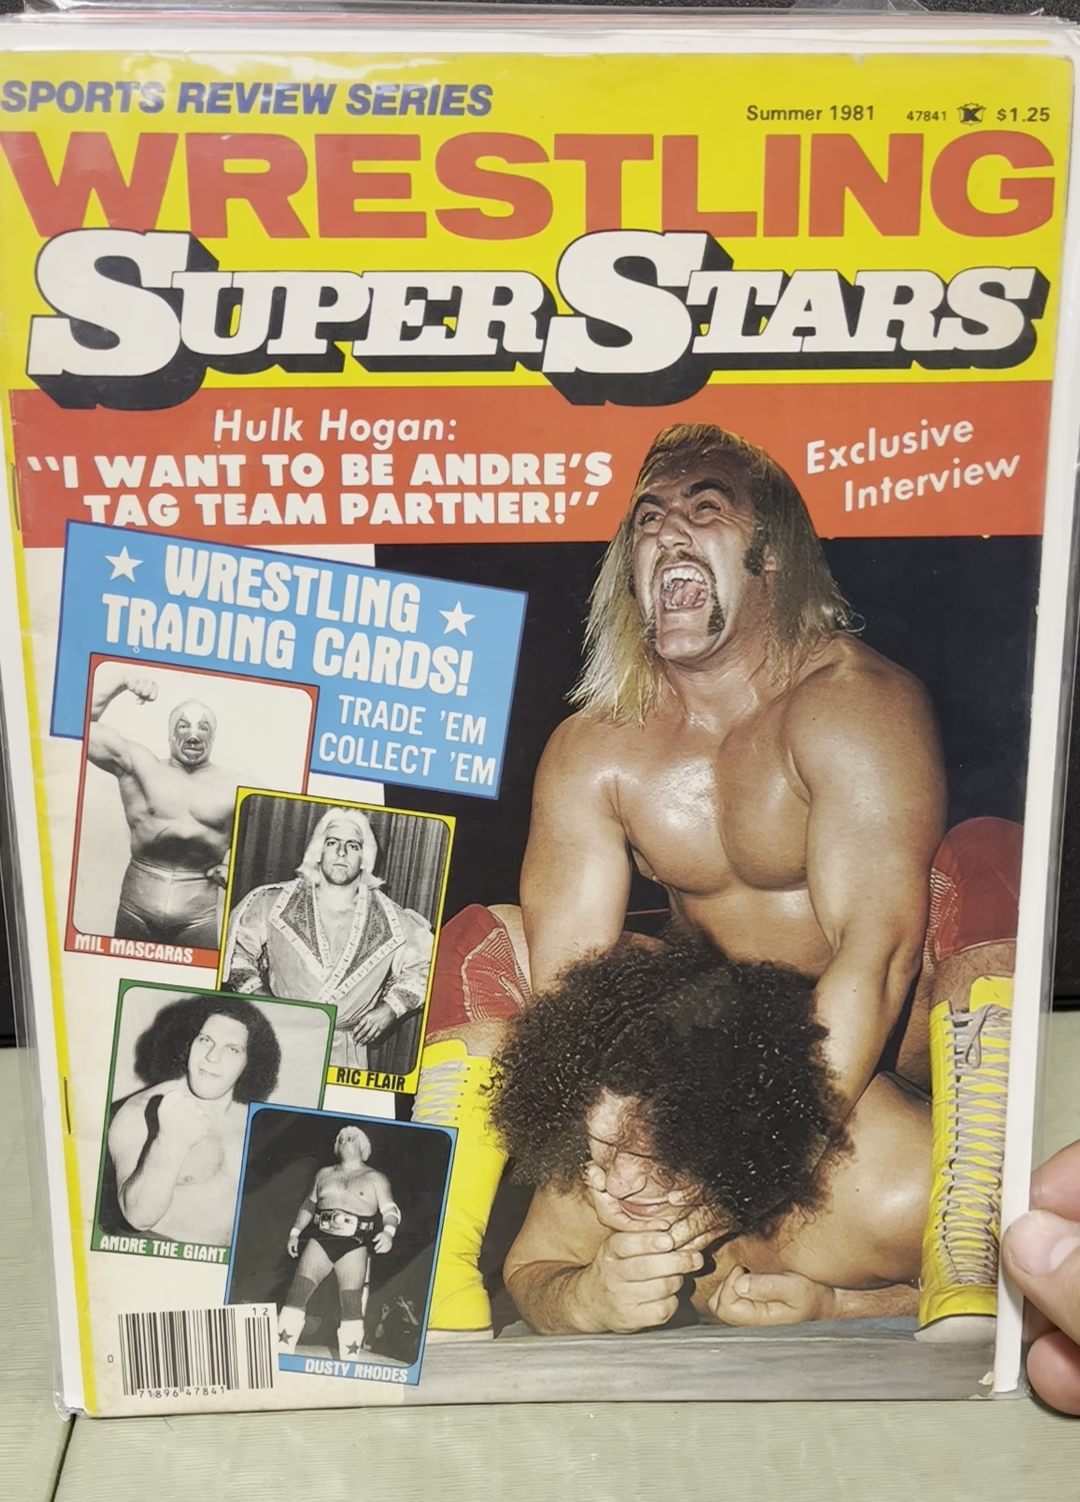 SPORTS REVIEW SERIES
Summer 1981 47841 K $1.25
WRESTLING
SUPERSTARS
Hulk Hogan:
"I WANT TO BE ANDRE'S
TAG TEAM PARTNER!"
Exclusive
Interview
★ WRESTLING ★
TRADING CARDS!
TRADE 'EM
COLLECT 'EM
MIL MASCARAS
RIC FLAIR
ANDRE THE GIANT
DUSTY RHODES
12
0
71896 47841